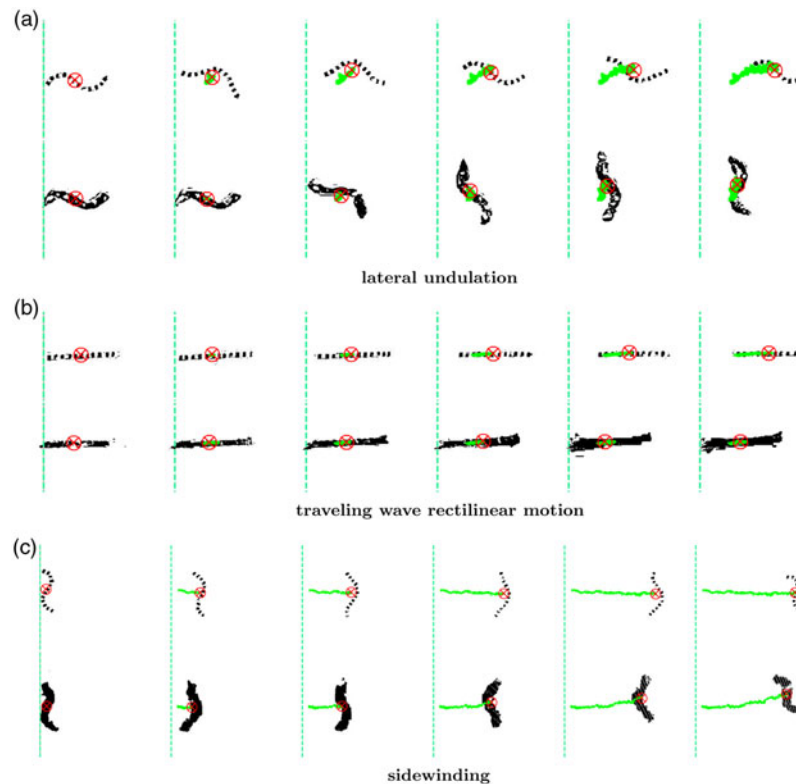 (a)
lateral undulation
(b)
traveling wave rectilinear motion
(c)
sidewinding